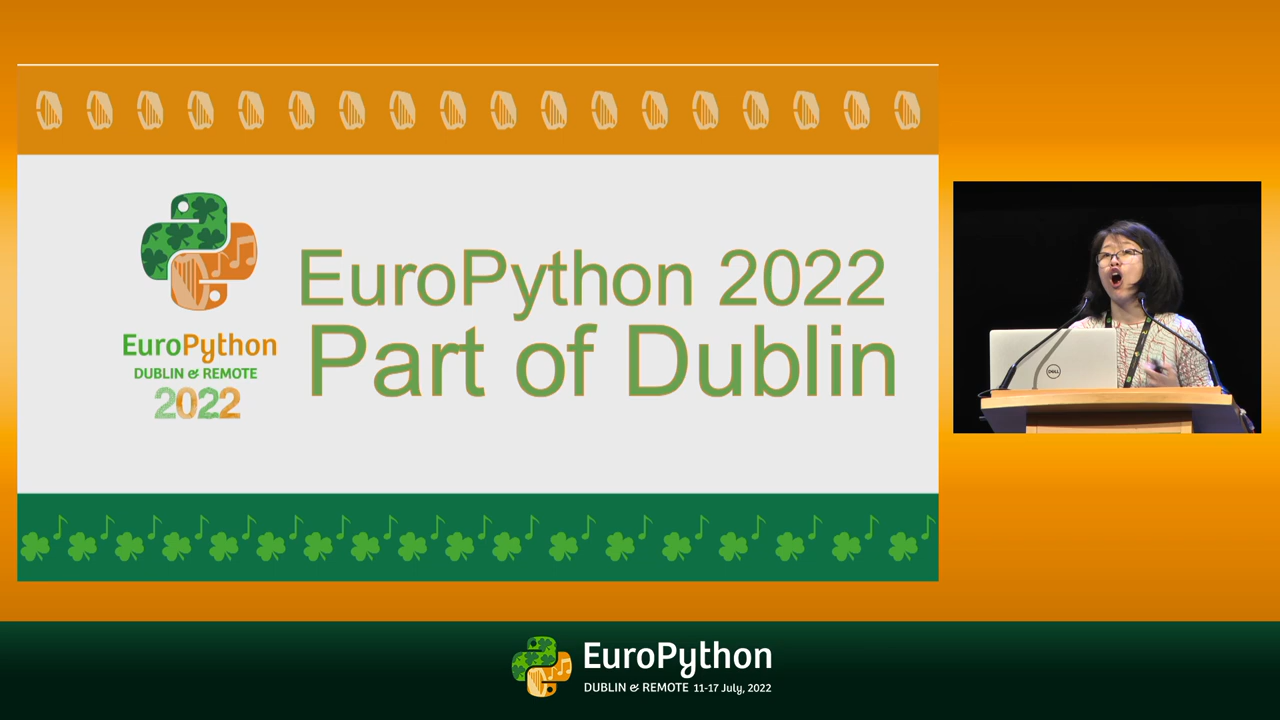 EuroPython 2022
Part of Dublin
EuroPython
DUBLIN & REMOTE
2022
DELL
EuroPython
DUBLIN & REMOTE 11-17 July, 2022